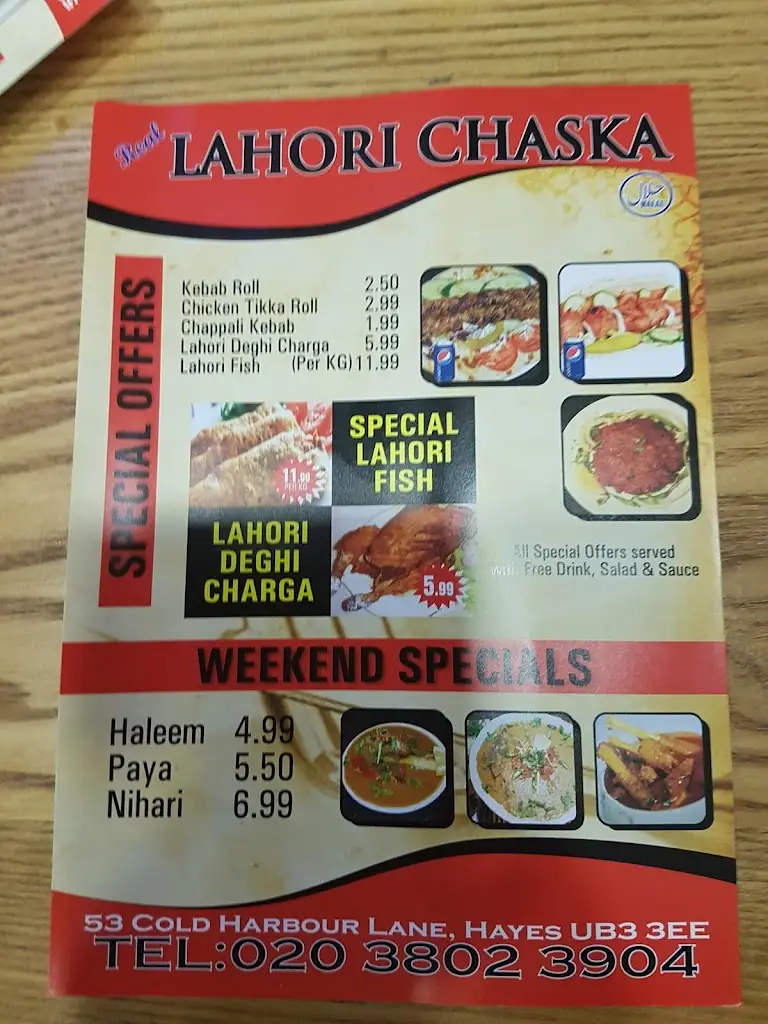 Real LAHORI CHASKA
حلال
HALAL
SPECIAL OFFERS
Kebab Roll 2.50
Chicken Tikka Roll 2.99
Chappali Kebab 1.99
Lahori Deghi Charga 5.99
Lahori Fish (Per KG) 11.99
11.99
PER KG
SPECIAL
LAHORI
FISH
LAHORI
DEGHI
CHARGA
5.99
All Special Offers served
with Free Drink, Salad & Sauce
WEEKEND SPECIALS
Haleem 4.99
Paya 5.50
Nihari 6.99
53 COLD HARBOUR LANE, HAYES UB3 3EE
TEL:020 3802 3904